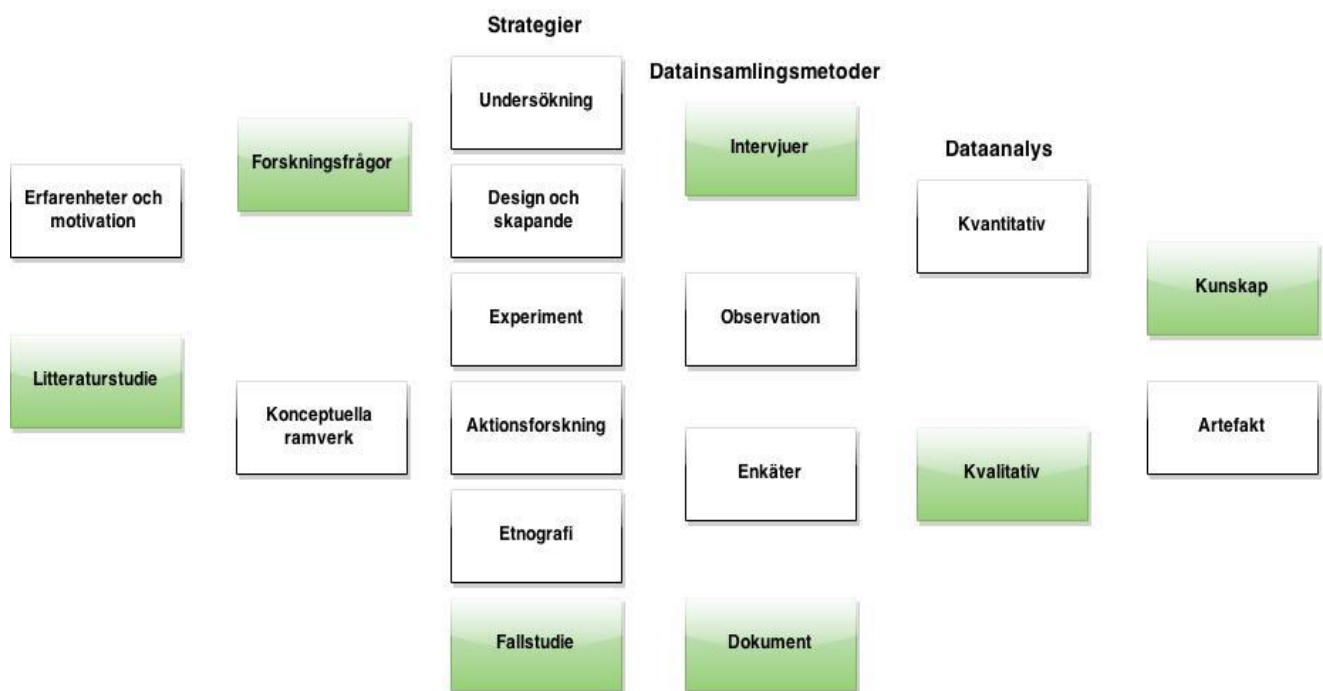 Strategier
Undersökning
Design och
skapande
Experiment
Aktionsforskning
Etnografi
Fallstudie
Datainsamlingsmetoder
Intervjuer
Observation
Enkäter
Dokument
Dataanalys
Kvantitativ
Kvalitativ
Forskningsfrågor
Konceptuella
ramverk
Erfarenheter och
motivation
Litteraturstudie
Kunskap
Artefakt